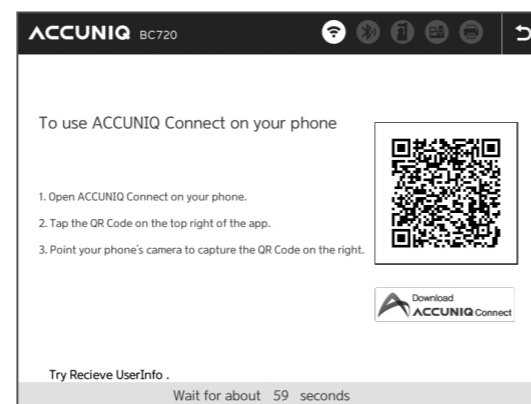 ACCUNIQ BC720
To use ACCUNIQ Connect on your phone
1. Open ACCUNIQ Connect on your phone.
2. Tap the QR Code on the top right of the app.
3. Point your phone's camera to capture the QR Code on the right.
Download
ACCUNIQ Connect
Try Recieve UserInfo .
Wait for about 59 seconds